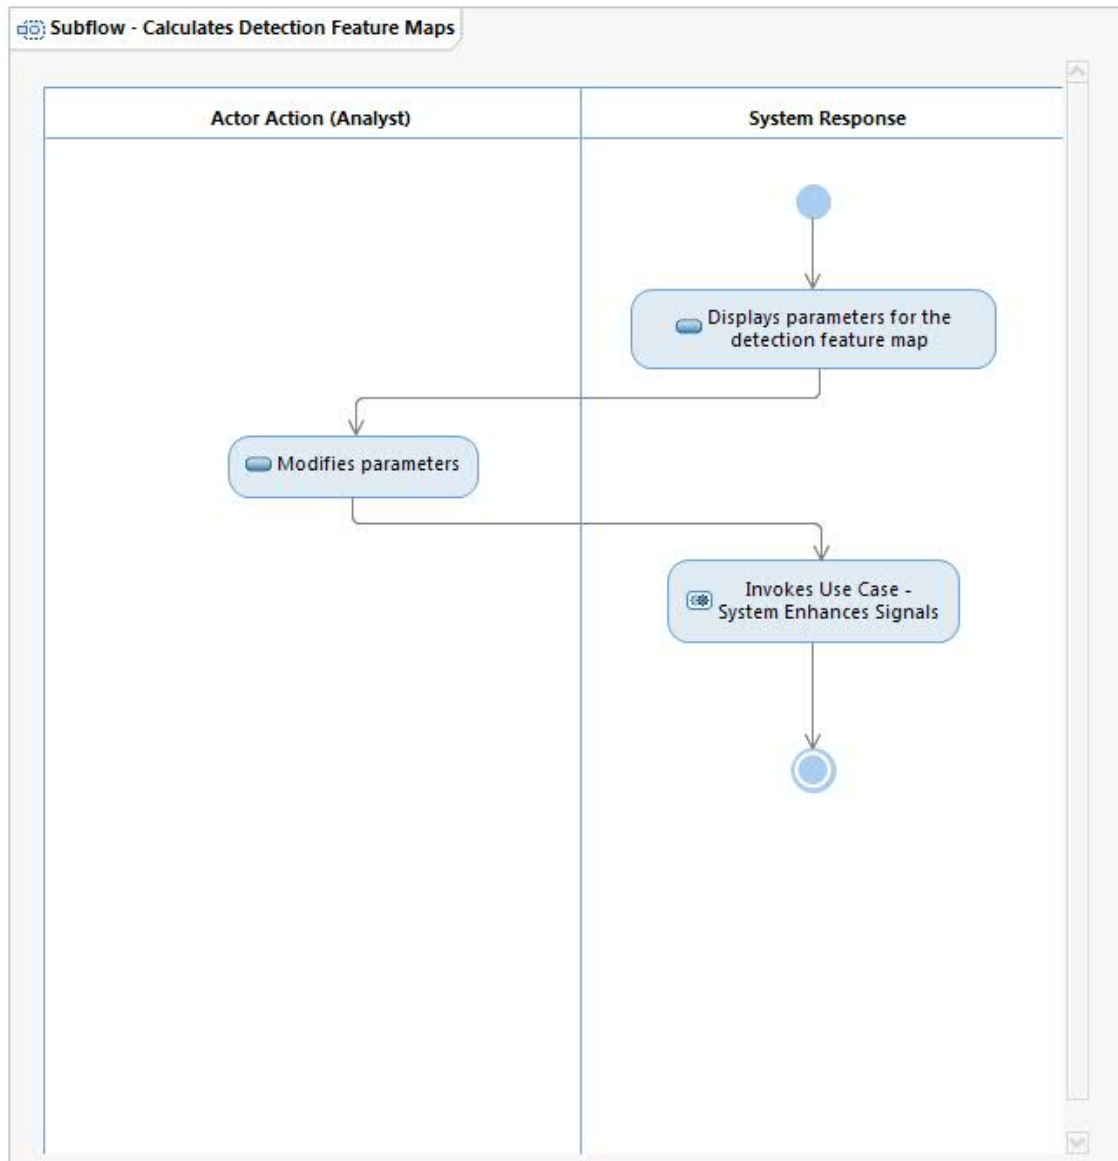 Subflow - Calculates Detection Feature Maps
Actor Action (Analyst)
System Response
Displays parameters for the
detection feature map
Modifies parameters
Invokes Use Case -
System Enhances Signals